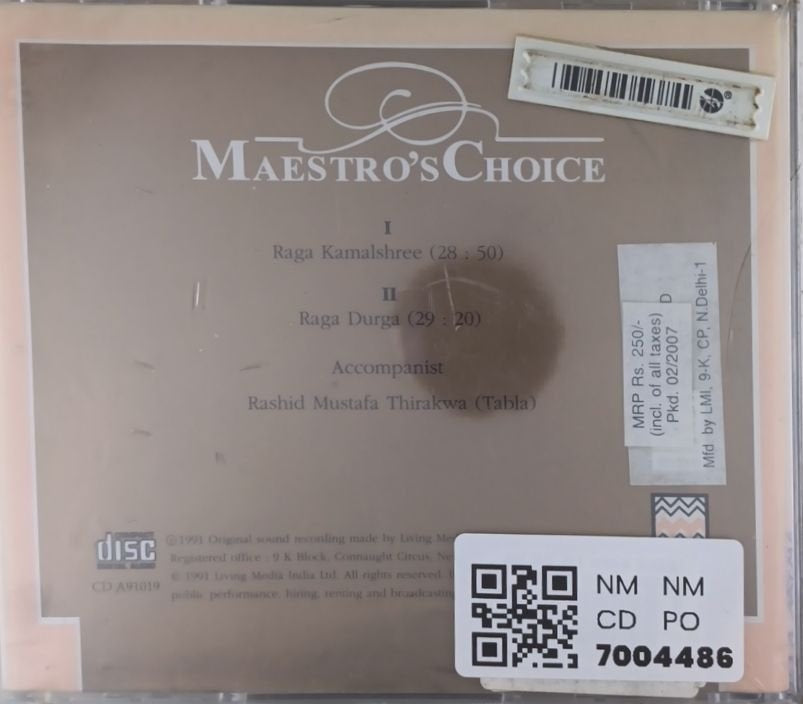 MAESTRO'S CHOICE
I
Raga Kamalshree (28 : 50)
II
Raga Durga (29 : 20)
Accompanist
Rashid Mustafa Thirakwa (Tabla)
MRP Rs. 250/-
(incl. of all taxes)
Pkd. 02/2007
D
Mfd by LMI, 9-K, CP, N.Delhi-1
COMPACT
disc
DIGITAL AUDIO
CD A91019
℗ 1991 Original sound recording made by Living
Registered office : 9 K Block, Connaught Circus,
© 1991 Living Media India Ltd. All rights reserved.
public performance, hiring, renting and broadcasting
NM NM
CD PO
7004486